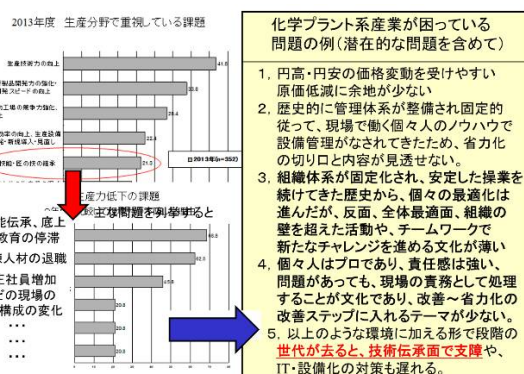 2013年度 生産分野で重視している課題
生産技術力の向上
製品開発力の強化・
開発スピードの向上
工場の競争力強化、
技能・匠の技の継承
□2013年(n=352)
生産力低下の課題
主な問題を列挙すると
能伝承、底上
教育の停滞
人材の退職
社員増加
どの現場の
構成の変化
…
…
化学プラント系産業が困っている
問題の例(潜在的な問題を含めて)
1, 円高・円安の価格変動を受けやすい
原価低減に余地が少ない
2, 歴史的に管理体系が整備され固定的
従って、現場で働く個々人のノウハウで
設備管理がなされてきたため、省力化
の切り口と内容が見透せない。
3, 組織体系が固定化され、安定した操業を
続けてきた歴史から、個々の最適化は
進んだが、反面、全体最適面、組織の
壁を超えた活動や、チームワークで
新たなチャレンジを進める文化が薄い
4, 個々人はプロであり、責任感は強い、
問題があっても、現場の責務として処理
することが文化であり、改善～省力化の
改善ステップに入れるテーマが少ない。
5, 以上のような環境に加える形で段階の
世代が去ると、技術伝承面で支障や、
IT・設備化の対策も遅れる。